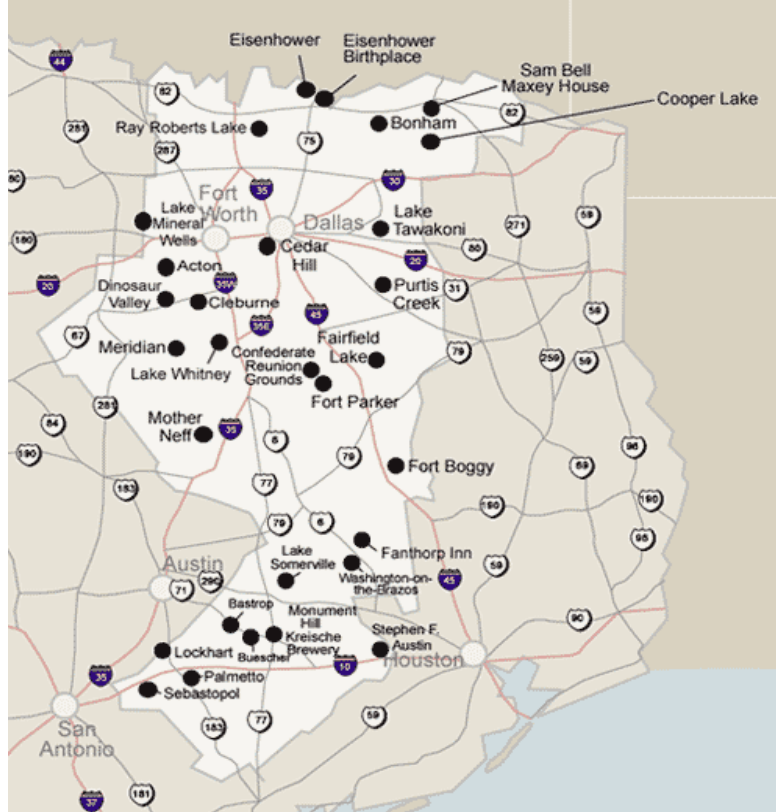 Eisenhower
Eisenhower
Birthplace
44
Sam Bell
Maxey House
82
Cooper Lake
82
281
Ray Roberts Lake
Bonham
75
287
30
35
Fort
Worth
Lake
Mineral
Wells
Dallas
Lake
Tawakoni
59
271
180
80
Cedar
Hill
20
Acton
20
Dinosaur
Valley
Cleburne
35W
Purtis
Creek
31
45
59
35E
67
Fairfield
Lake
Meridian
Confederate
Reunion
Grounds
79
259
59
Lake Whitney
Fort Parker
281
Mother
Neff
84
35
6
96
190
79
Fort Boggy
69
77
183
190
190
79
6
96
Lake
Somerville
Fanthorp Inn
Austin
290
71
Washington-on-
the-Brazos
59
45
Bastrop
Monument
Hill
Kreische
Brewery
Stephen F.
Austin
90
Lockhart
Buescher
Houston
10
35
Palmetto
Sebastopol
San
Antonio
183
77
59
37
181